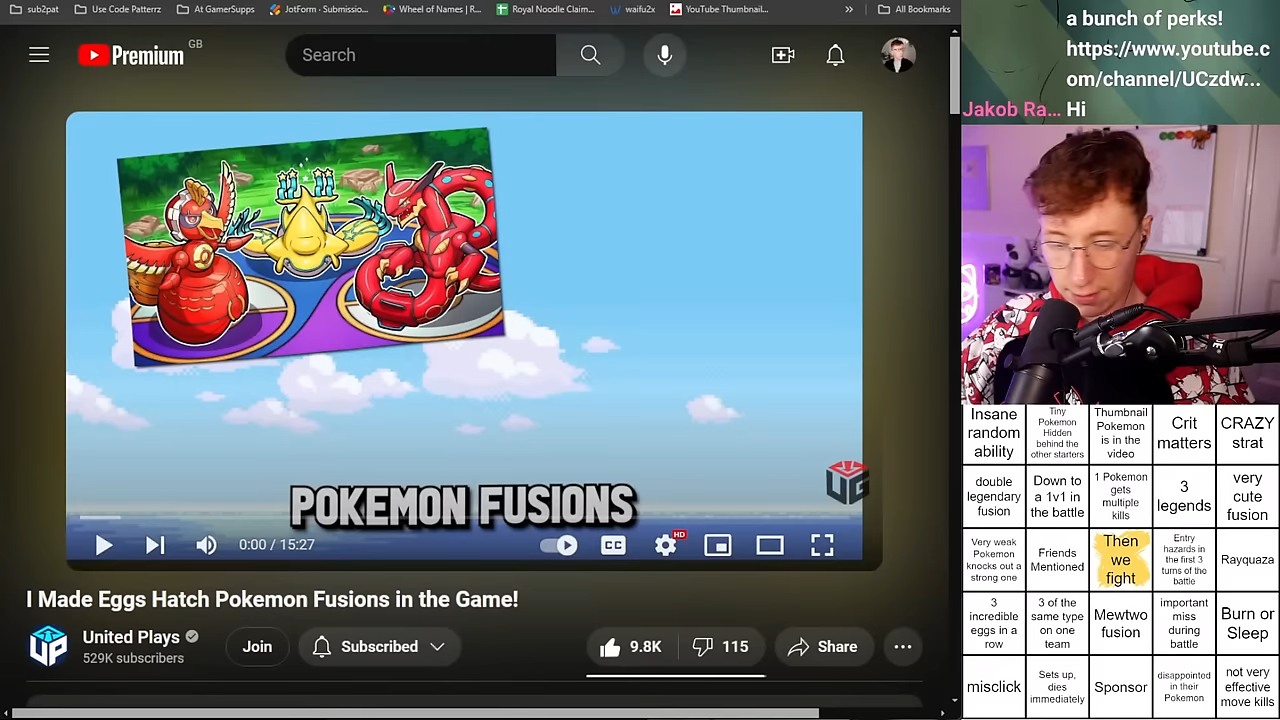 sub2pat
Use Code Patterz
At GamerSupps
JotForm - Submissio...
Wheel of Names | R...
Royal Noodle Claim...
waifu2x
YouTube Thumbnail...
»
All Bookmarks
Premium GB
Search
POKEMON FUSIONS
UG
0:00 / 15:27
CC
HD
I Made Eggs Hatch Pokemon Fusions in the Game!
UP
United Plays
529K subscribers
Join
Subscribed
9.8K
115
Share
a bunch of perks!
https://www.youtube.c
om/channel/UCzdw...
Jakob Ra... Hi
Insane
random
ability
Tiny
Pokemon
Hidden
behind the
other starters
Thumbnail
Pokemon
is in the
video
Crit
matters
CRAZY
strat
double
legendary
fusion
Down to
a 1v1 in
the battle
1 Pokemon
gets
multiple
kills
3
legends
very
cute
fusion
Very weak
Pokemon
knocks out a
strong one
Friends
Mentioned
Then
we
fight
Entry
hazards in
the first 3
turns of the
battle
Rayquaza
3
incredible
eggs in a
row
3 of the
same type
on one
team
Mewtwo
fusion
important
miss
during
battle
Burn or
Sleep
misclick
Sets up,
dies
immediately
Sponsor
disappointed
in their
Pokemon
not very
effective
move kills